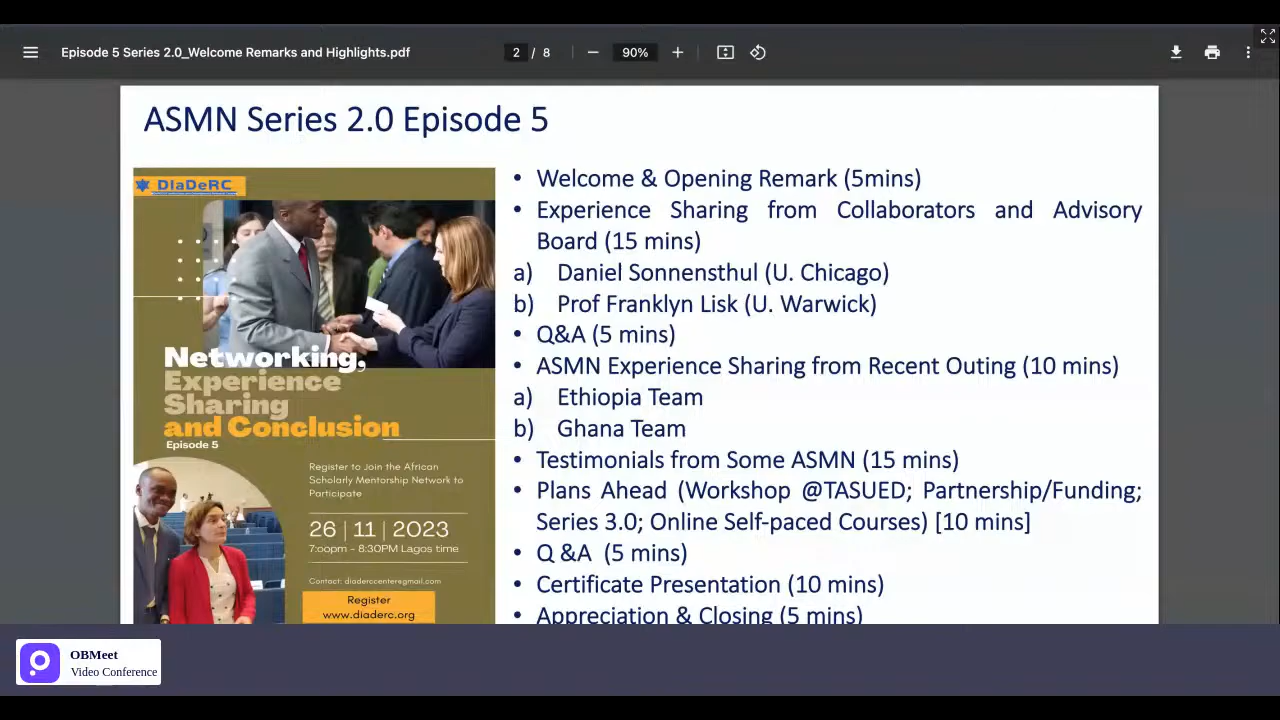 Episode 5 Series 2.0_Welcome Remarks and Highlights.pdf
2 / 8
90%
ASMN Series 2.0 Episode 5
DIaDeRC
Networking,
Experience
Sharing
and Conclusion
Episode 5
Register to Join the African
Scholarly Mentorship Network to
Participate
26 | 11 | 2023
7:00pm - 8:30PM Lagos time
Contact: diaderccenter@gmail.com
Register
www.diaderc.org
• Welcome & Opening Remark (5mins)
• Experience Sharing from Collaborators and Advisory
Board (15 mins)
a) Daniel Sonnensthul (U. Chicago)
b) Prof Franklyn Lisk (U. Warwick)
• Q&A (5 mins)
• ASMN Experience Sharing from Recent Outing (10 mins)
a) Ethiopia Team
b) Ghana Team
• Testimonials from Some ASMN (15 mins)
• Plans Ahead (Workshop @TASUED; Partnership/Funding;
Series 3.0; Online Self-paced Courses) [10 mins]
• Q &A (5 mins)
• Certificate Presentation (10 mins)
• Appreciation & Closing (5 mins)
OBMeet
Video Conference